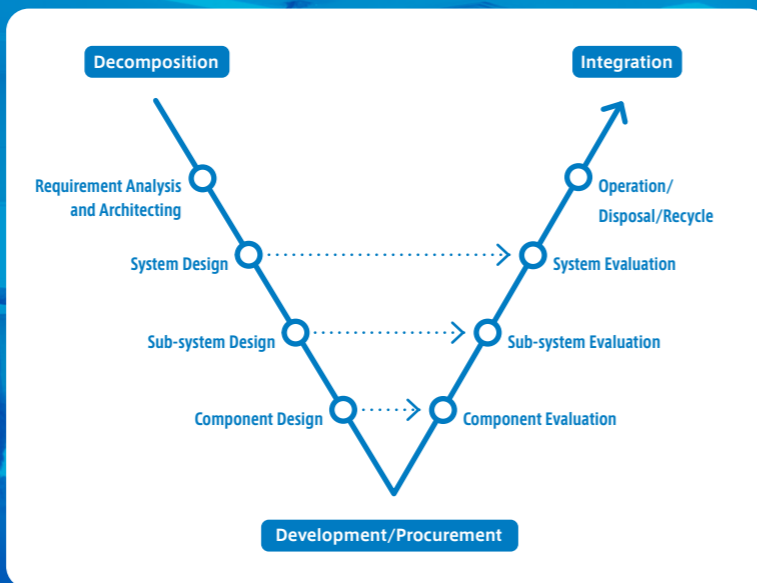 Decomposition
Integration
Requirement Analysis
and Architecting
Operation/
Disposal/Recycle
System Design
System Evaluation
Sub-system Design
Sub-system Evaluation
Component Design
Component Evaluation
Development/Procurement